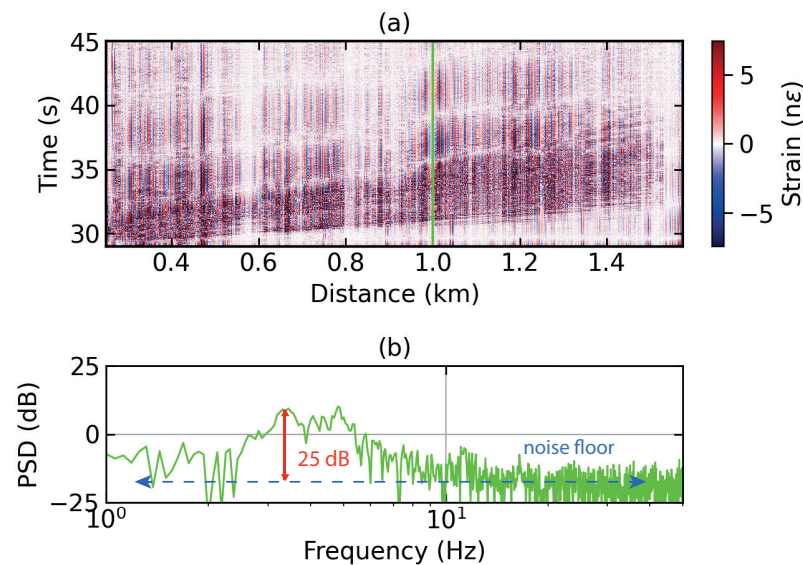 (a)
Time (s)
45
40
35
30
0.4 0.6 0.8 1.0 1.2 1.4
Distance (km)
5
0
−5
Strain (nε)
(b)
PSD (dB)
25
0
−25
25 dB
noise floor
10⁰ 10¹
Frequency (Hz)